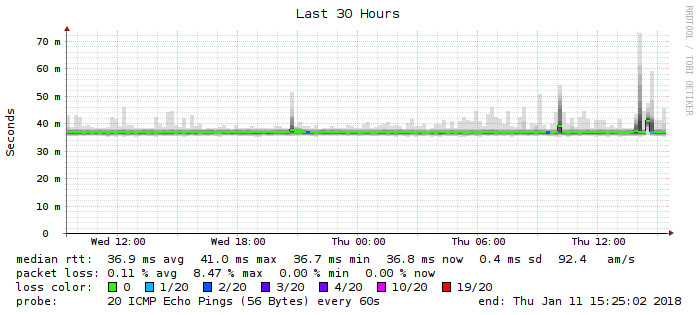 Last 30 Hours
RRDTOOL / TOBI OETIKER
Seconds
70 m
60 m
50 m
40 m
30 m
20 m
10 m
0
Wed 12:00 Wed 18:00 Thu 00:00 Thu 06:00 Thu 12:00
median rtt: 36.9 ms avg 41.0 ms max 36.7 ms min 36.8 ms now 0.4 ms sd 92.4 am/s
packet loss: 0.11 % avg 8.47 % max 0.00 % min 0.00 % now
loss color: 0 1/20 2/20 3/20 4/20 10/20 19/20
probe: 20 ICMP Echo Pings (56 Bytes) every 60s end: Thu Jan 11 15:25:02 2018